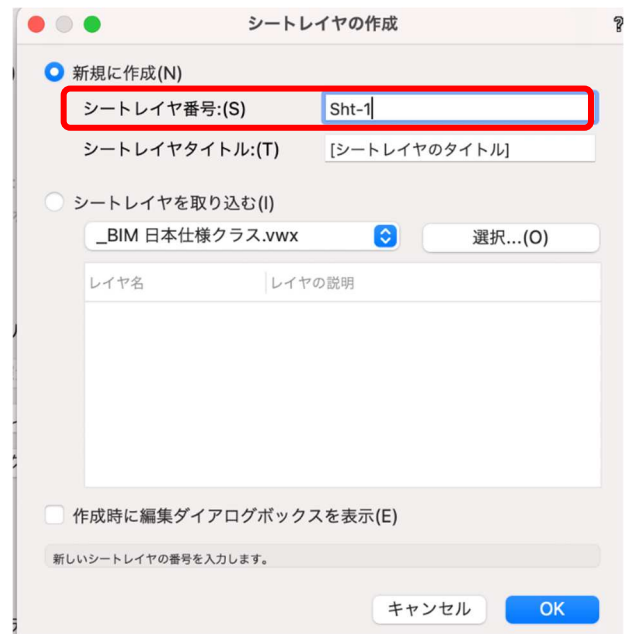 シートレイヤの作成
新規に作成(N)
シートレイヤ番号:(S) Sht-1
シートレイヤタイトル:(T) [シートレイヤのタイトル]
シートレイヤを取り込む(I)
_BIM 日本仕様クラス.vwx 選択...(O)
レイヤ名 レイヤの説明
作成時に編集ダイアログボックスを表示(E)
新しいシートレイヤの番号を入力します。
キャンセル OK